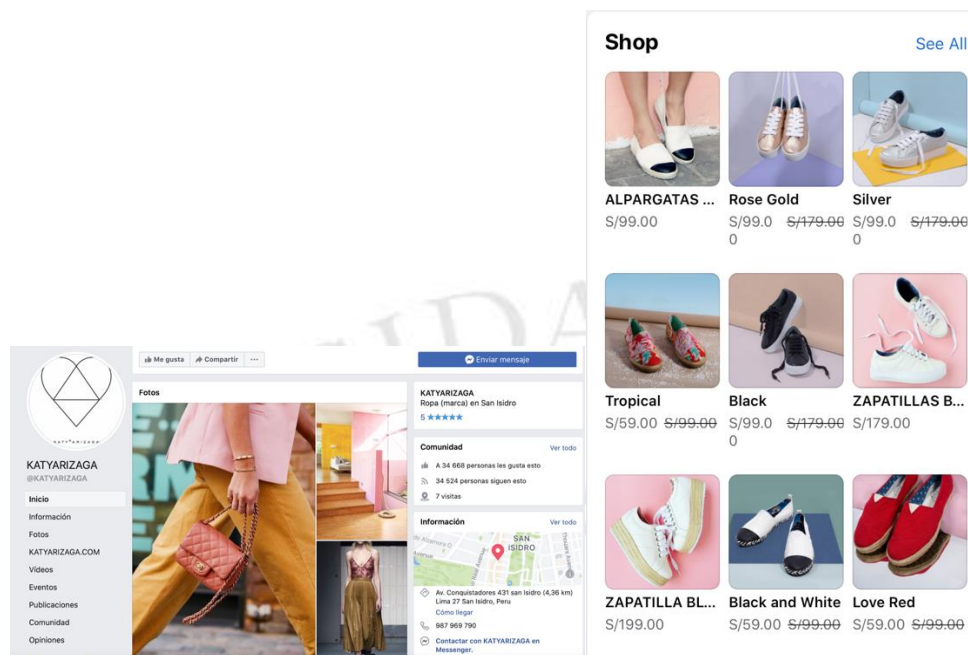 Shop
See All
ALPARGATAS ...
Rose Gold
Silver
S/99.00
S/99.0
0
S/179.00
S/99.0
0
S/179.00
Tropical
Black
ZAPATILLAS B...
S/59.00 S/99.00
S/99.0
0
S/179.00
S/179.00
ZAPATILLA BL...
Black and White
Love Red
S/199.00
S/59.00 S/99.00
S/59.00 S/99.00
KATYARIZAGA
KATYARIZAGA
@KATYARIZAGA
Inicio
Información
Fotos
KATYARIZAGA.COM
Vídeos
Eventos
Publicaciones
Comunidad
Opiniones
Me gusta
Compartir
...
Enviar mensaje
Fotos
KATYARIZAGA
Ropa (marca) en San Isidro
5 ★★★★★
Comunidad
Ver todo
A 34 668 personas les gusta esto
34 524 personas siguen esto
7 visitas
Información
Ver todo
SAN
ISIDRO
Av. Conquistadores 431 san Isidro (4,36 km)
Lima 27 San Isidro, Peru
Cómo llegar
987 969 790
Contactar con KATYARIZAGA en
Messenger.